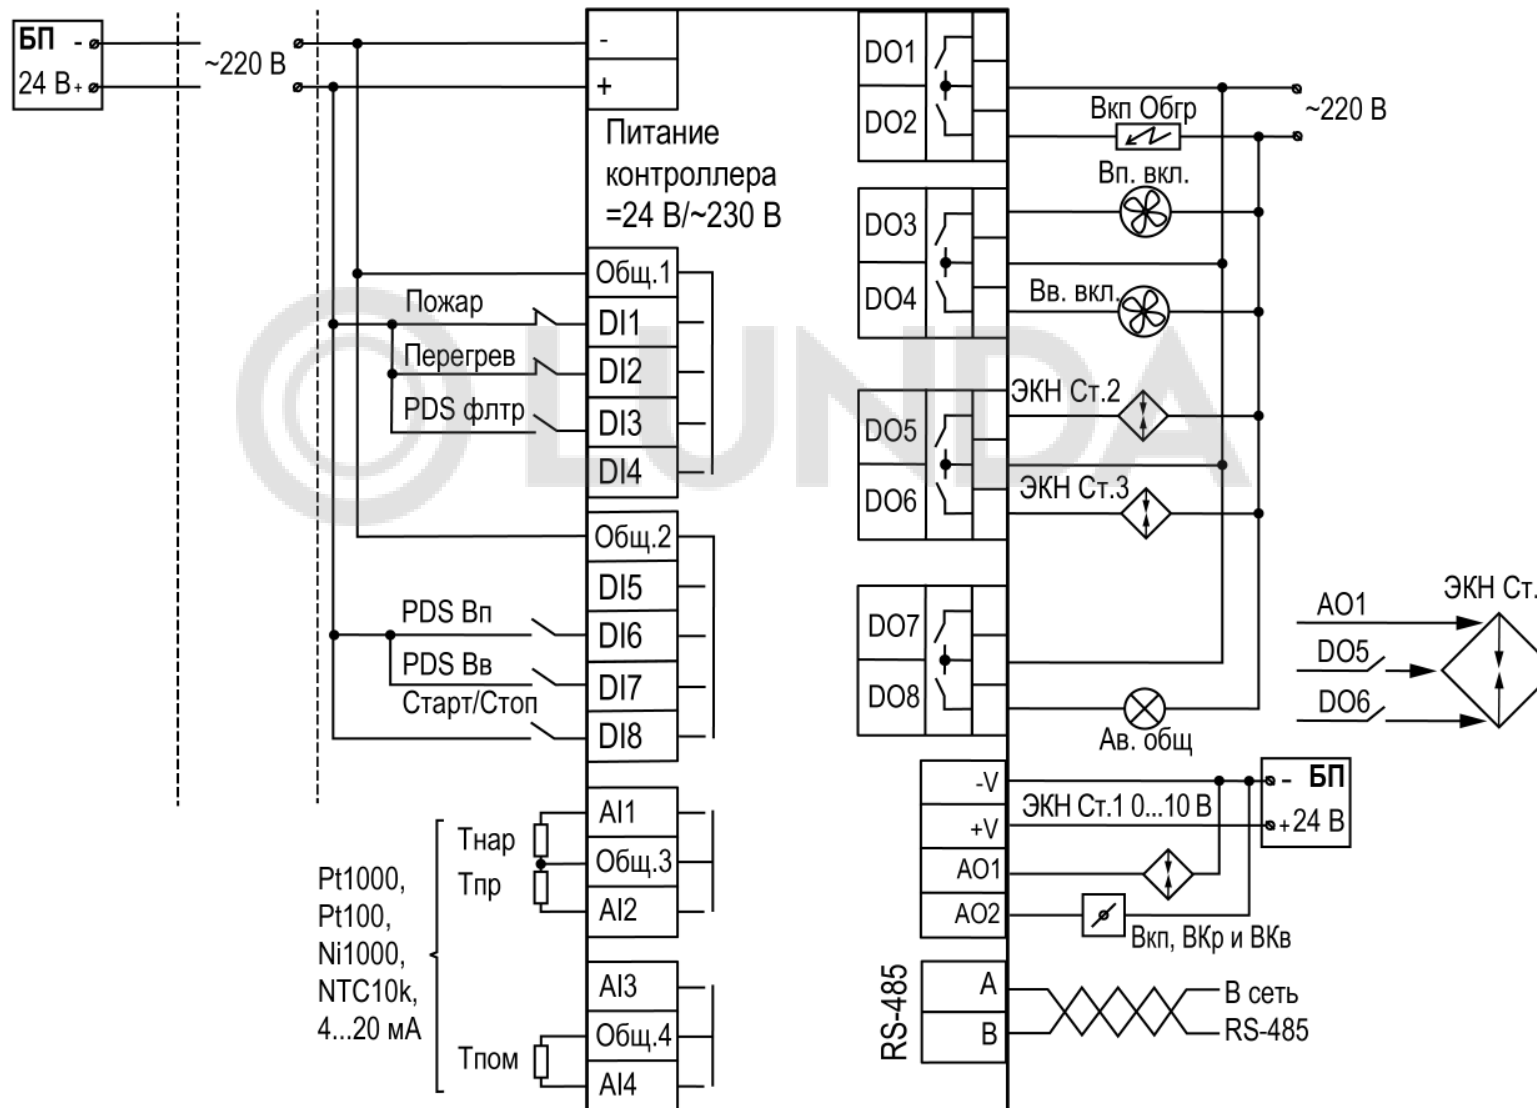 БП -
24 В +
~220 В
-
+
Питание
контроллера
=24 В/~230 В
Общ.1
Пожар
DI1
Перегрев
DI2
PDS флтр
DI3
DI4
Общ.2
DI5
PDS Вп
DI6
PDS Вв
DI7
Старт/Стоп
DI8
AI1
Тнар
Общ.3
Тпр
AI2
Pt1000,
Pt100,
Ni1000,
NTC10k,
4...20 мА
AI3
Общ.4
Тпом
AI4
DO1
DO2
Вкп Обгр
~220 В
Вп. вкл.
DO3
DO4
Вв. вкл.
ЭКН Ст.2
DO5
DO6
ЭКН Ст.3
DO7
DO8
Ав. общ
ЭКН Ст.
AO1
DO5
DO6
-V
- БП
ЭКН Ст.1 0...10 В
+V
+ 24 В
AO1
AO2
Вкп, ВКр и ВКв
RS-485
A
B
В сеть
RS-485
LUNDA